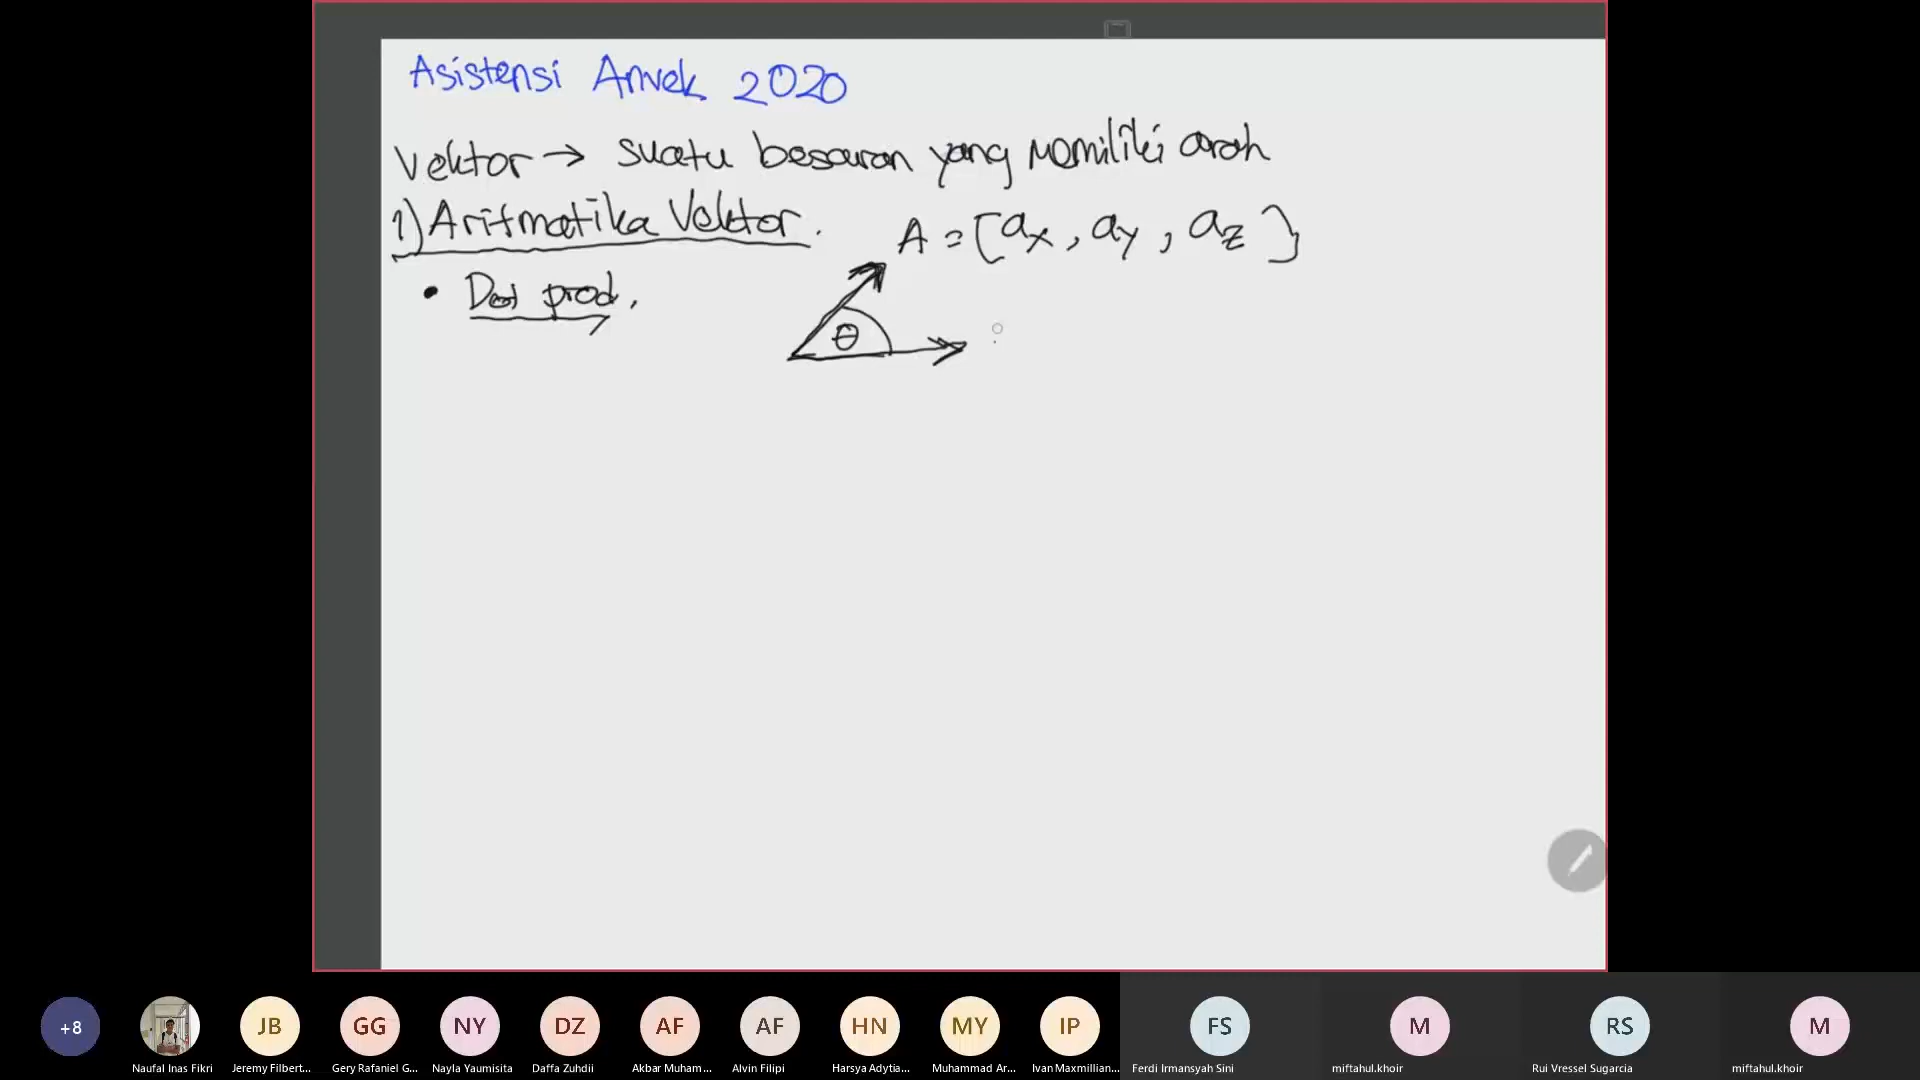 Asistensi Anvek 2020
Vektor → suatu besaran yang memiliki arah
1) Aritmatika Vektor.
A = [ax, ay, az]
• Dot prod.
θ
+8
JB
GG
NY
DZ
AF
AF
HN
MY
IP
FS
M
RS
M
Naufal Inas Fikri
Jeremy Filbert...
Gery Rafaniel G...
Nayla Yaumisita
Daffa Zuhdii
Akbar Muham...
Alvin Filipi
Harsya Adytia...
Muhammad Ar...
Ivan Maxmillian...
Ferdi Irmansyah Sini
miftahul.khoir
Rui Vressel Sugarcia
miftahul.khoir